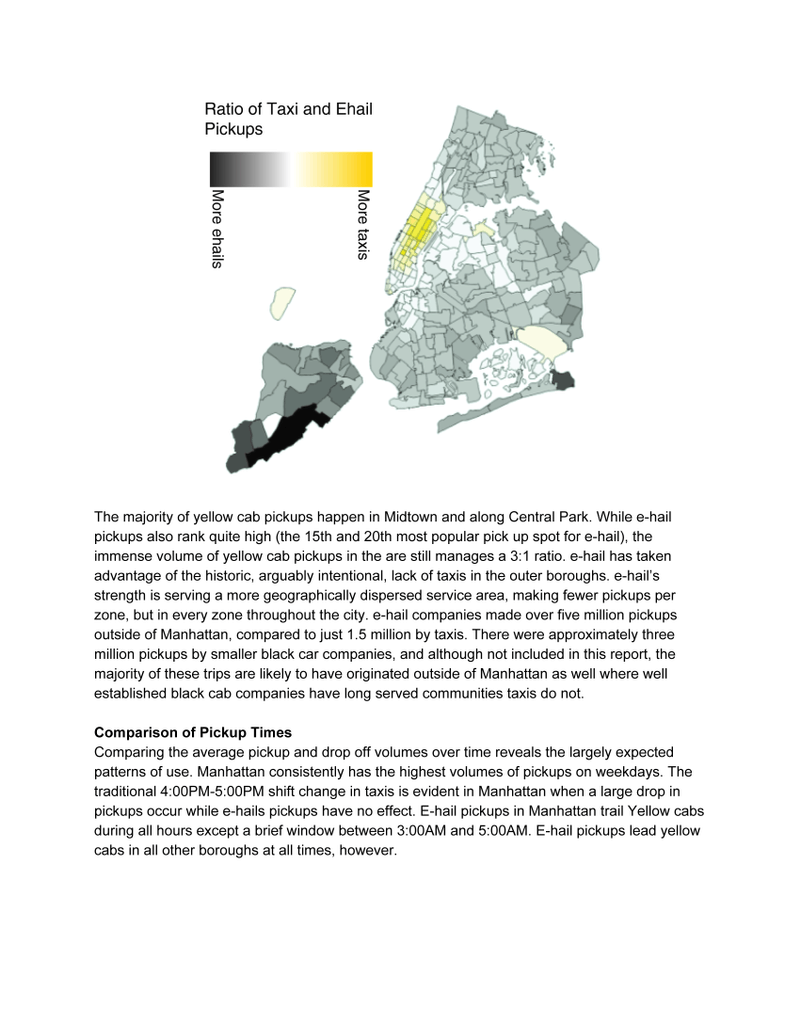 Ratio of Taxi and Ehail
Pickups
More ehails
More taxis
The majority of yellow cab pickups happen in Midtown and along Central Park. While e-hail
pickups also rank quite high (the 15th and 20th most popular pick up spot for e-hail), the
immense volume of yellow cab pickups in the are still manages a 3:1 ratio. e-hail has taken
advantage of the historic, arguably intentional, lack of taxis in the outer boroughs. e-hail's
strength is serving a more geographically dispersed service area, making fewer pickups per
zone, but in every zone throughout the city. e-hail companies made over five million pickups
outside of Manhattan, compared to just 1.5 million by taxis. There were approximately three
million pickups by smaller black car companies, and although not included in this report, the
majority of these trips are likely to have originated outside of Manhattan as well where well
established black cab companies have long served communities taxis do not.
Comparison of Pickup Times
Comparing the average pickup and drop off volumes over time reveals the largely expected
patterns of use. Manhattan consistently has the highest volumes of pickups on weekdays. The
traditional 4:00PM-5:00PM shift change in taxis is evident in Manhattan when a large drop in
pickups occur while e-hails pickups have no effect. E-hail pickups in Manhattan trail Yellow cabs
during all hours except a brief window between 3:00AM and 5:00AM. E-hail pickups lead yellow
cabs in all other boroughs at all times, however.